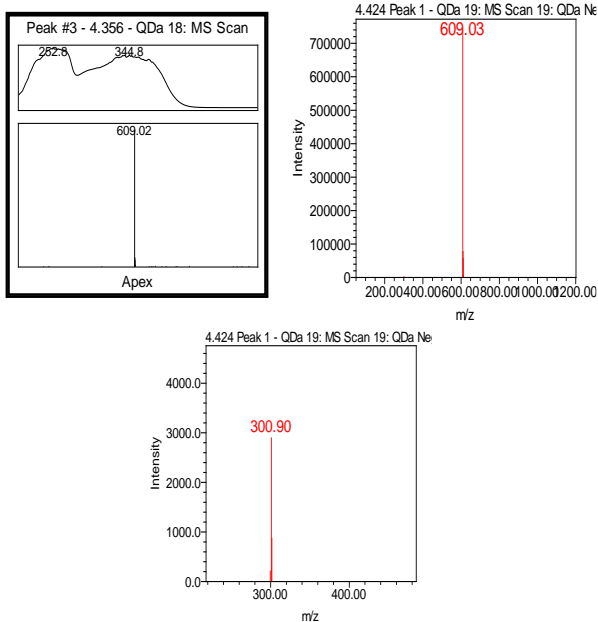 Peak #3 - 4.356 - QDa 18: MS Scan
252.8 344.8
609.02
Apex
4.424 Peak 1 - QDa 19: MS Scan 19: QDa Ne
609.03
700000
600000
500000
400000
300000
200000
100000
0
Intensity
200.00 400.00 600.00 800.00 1000.00 1200.00
m/z
4.424 Peak 1 - QDa 19: MS Scan 19: QDa Ne
300.90
4000.0
3000.0
2000.0
1000.0
0.0
Intensity
300.00 400.00
m/z